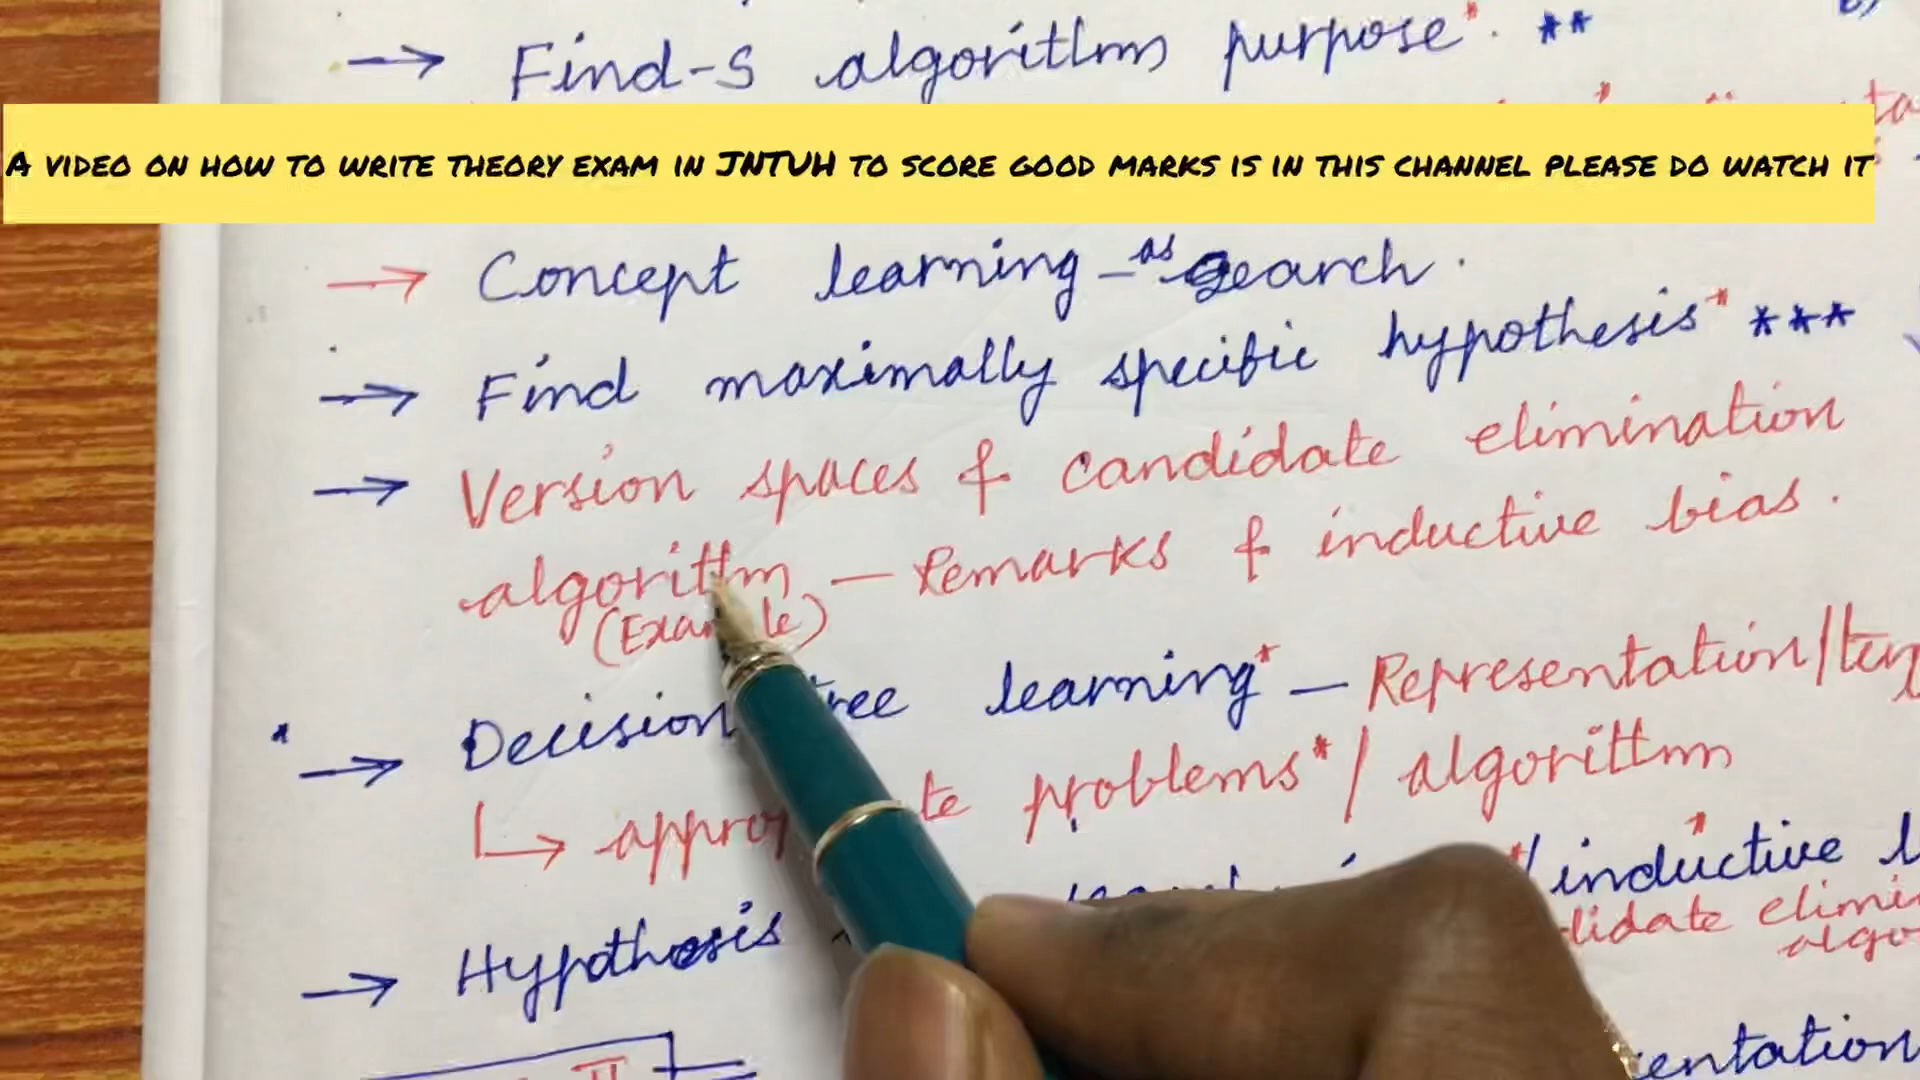 → Find-S algorithm purpose*. **
A VIDEO ON HOW TO WRITE THEORY EXAM IN JNTUH TO SCORE GOOD MARKS IS IN THIS CHANNEL PLEASE DO WATCH IT
→ Concept learning - as search.
→ Find maximally specific hypothesis* ***
→ Version spaces & candidate elimination
algorithm — Remarks & inductive bias.
(Example)
* → Decision tree learning* — Representation/
↳ appropriate problems* / algorithm
/inductive
→ Hypothesis
II